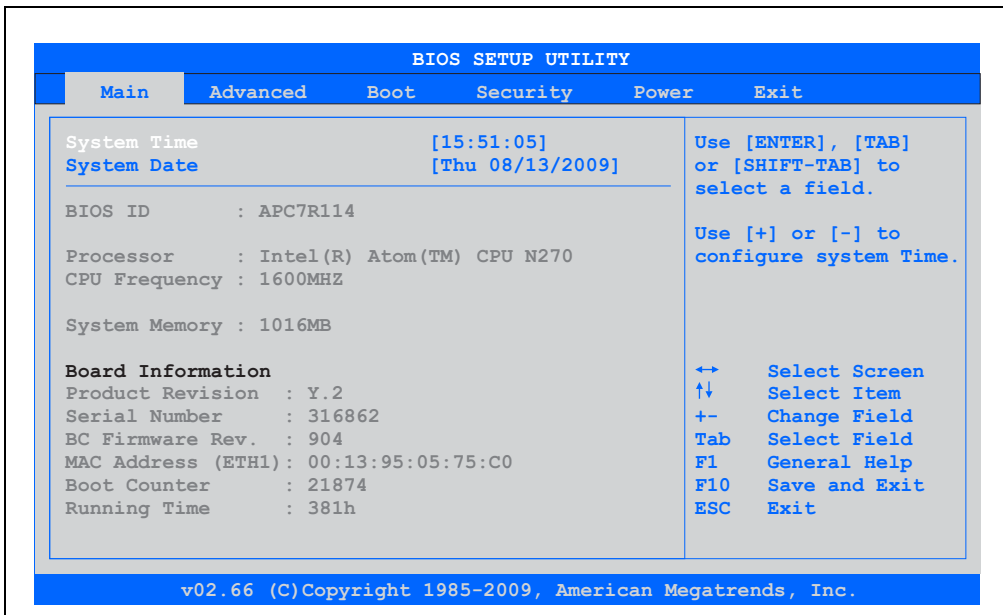 BIOS SETUP UTILITY
Main Advanced Boot Security Power Exit
System Time [15:51:05]
System Date [Thu 08/13/2009]
BIOS ID : APC7R114
Processor : Intel(R) Atom(TM) CPU N270
CPU Frequency : 1600MHZ
System Memory : 1016MB
Board Information
Product Revision : Y.2
Serial Number : 316862
BC Firmware Rev. : 904
MAC Address (ETH1): 00:13:95:05:75:C0
Boot Counter : 21874
Running Time : 381h
Use [ENTER], [TAB]
or [SHIFT-TAB] to
select a field.
Use [+] or [-] to
configure system Time.
↔ Select Screen
↑↓ Select Item
+- Change Field
Tab Select Field
F1 General Help
F10 Save and Exit
ESC Exit
v02.66 (C)Copyright 1985-2009, American Megatrends, Inc.